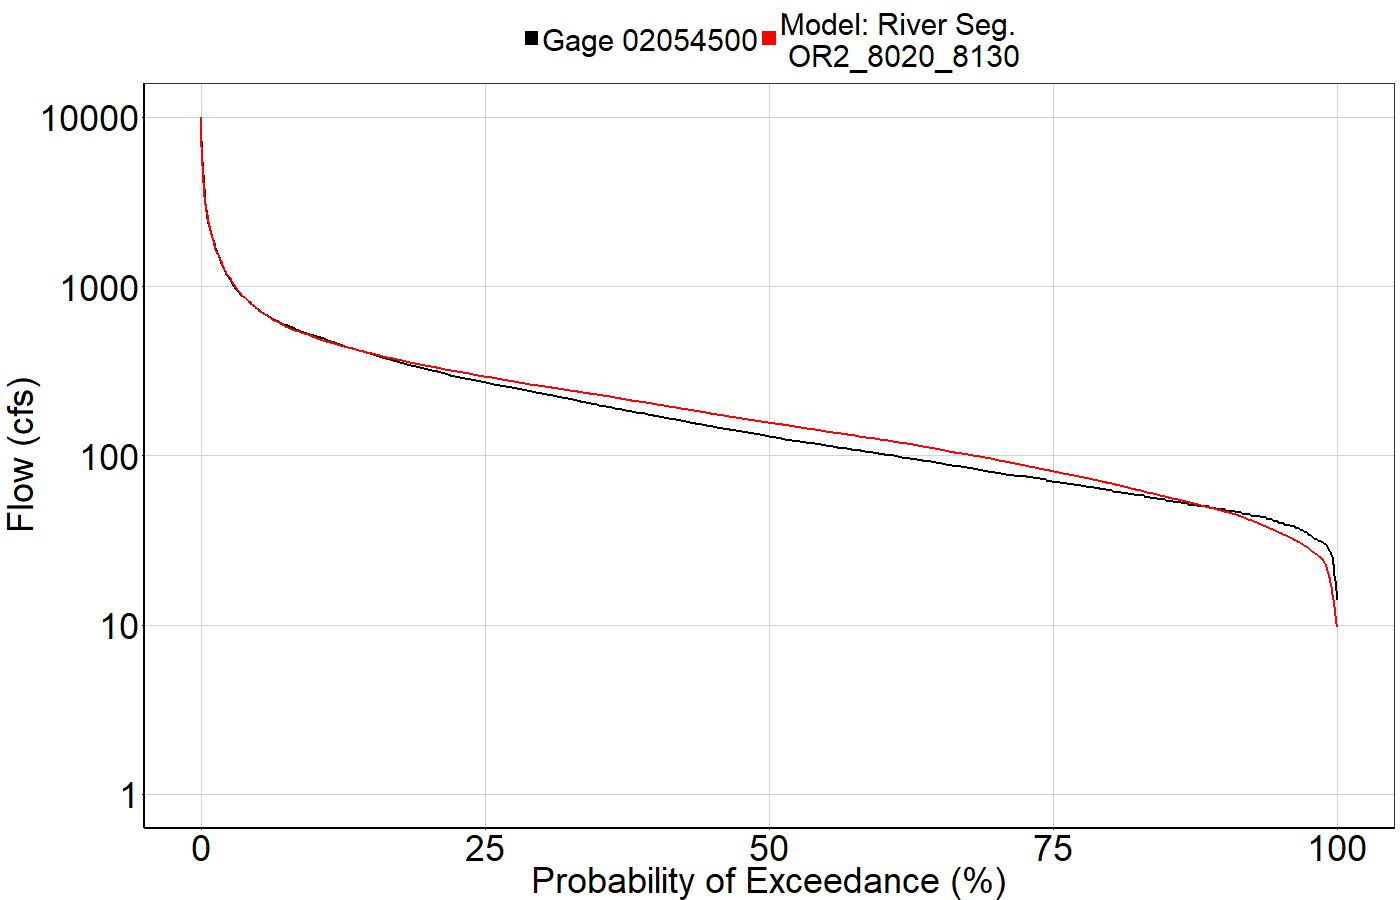 Gage 02054500
Model: River Seg.
OR2_8020_8130
10000
1000
100
10
1
Flow (cfs)
0 25 50 75 100
Probability of Exceedance (%)